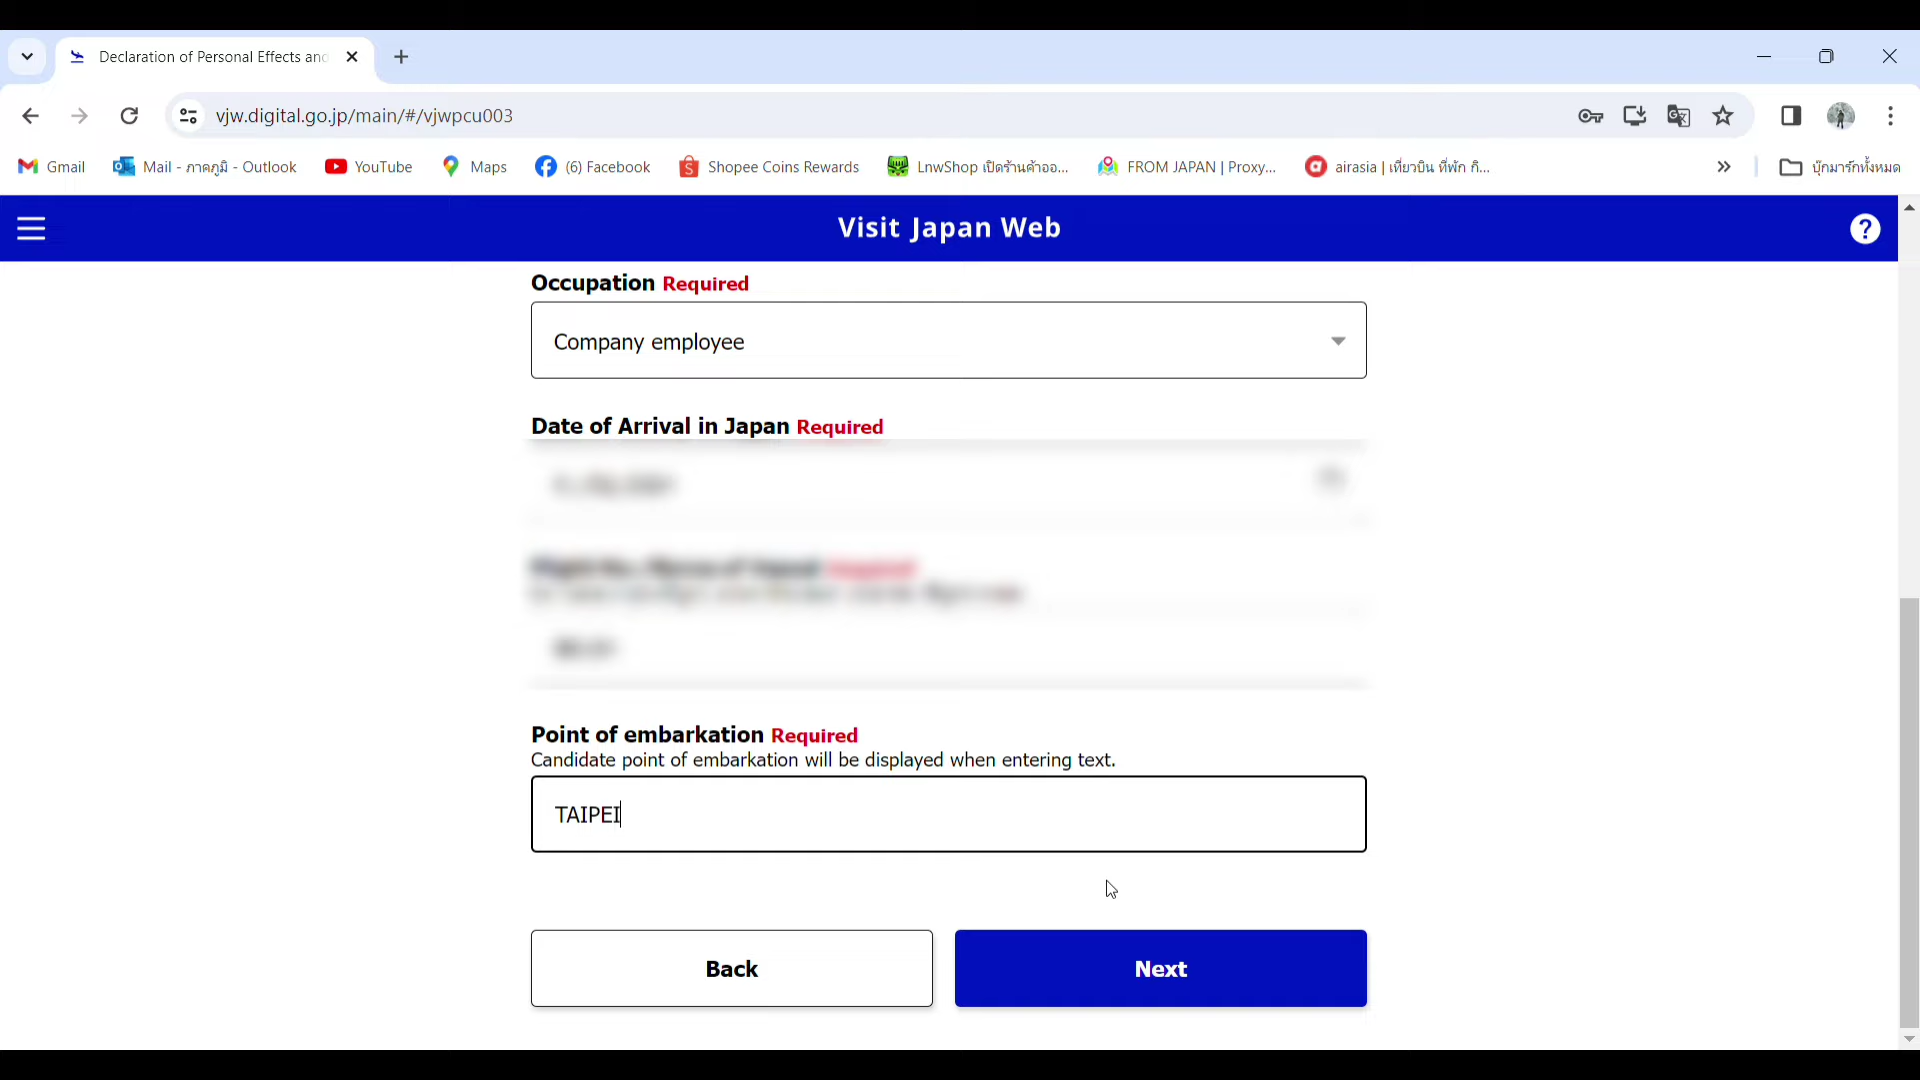 Declaration of Personal Effects and
vjw.digital.go.jp/main/#/vjwpcu003
Gmail
Mail - ภาคภูมิ - Outlook
YouTube
Maps
(6) Facebook
Shopee Coins Rewards
LnwShop เปิดร้านค้าออ...
FROM JAPAN | Proxy...
airasia | เที่ยวบิน ที่พัก กิ...
บุ๊กมาร์กทั้งหมด
Visit Japan Web
Occupation Required
Company employee
Date of Arrival in Japan Required
Point of embarkation Required
Candidate point of embarkation will be displayed when entering text.
TAIPEI
Back
Next